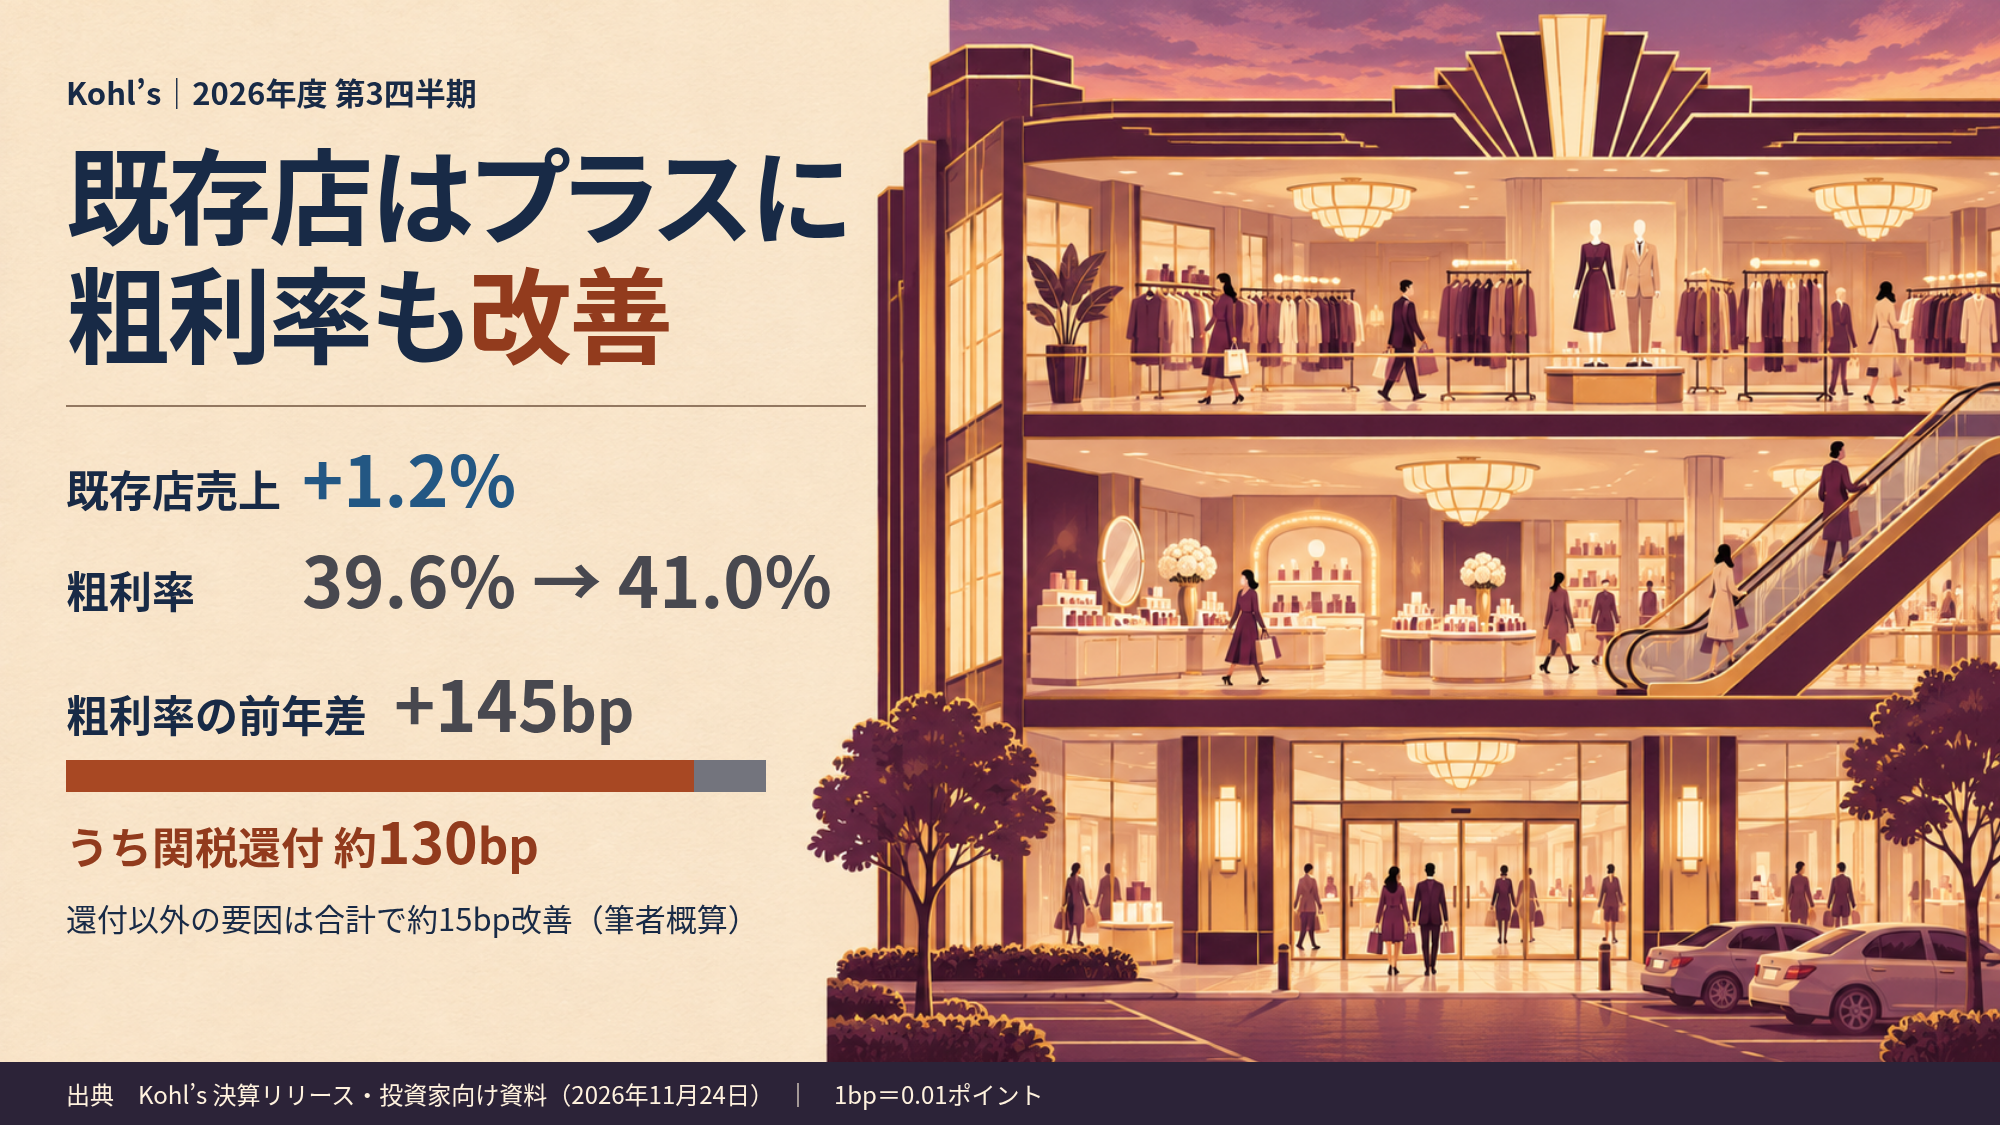 Kohl’s｜2026年度 第3四半期
既存店はプラスに
粗利率も改善
既存店売上 +1.2%
粗利率 39.6% → 41.0%
粗利率の前年差 +145bp
うち関税還付 約130bp
還付以外の要因は合計で約15bp改善（筆者概算）
出典　Kohl’s 決算リリース・投資家向け資料（2026年11月24日）　｜　1bp＝0.01ポイント